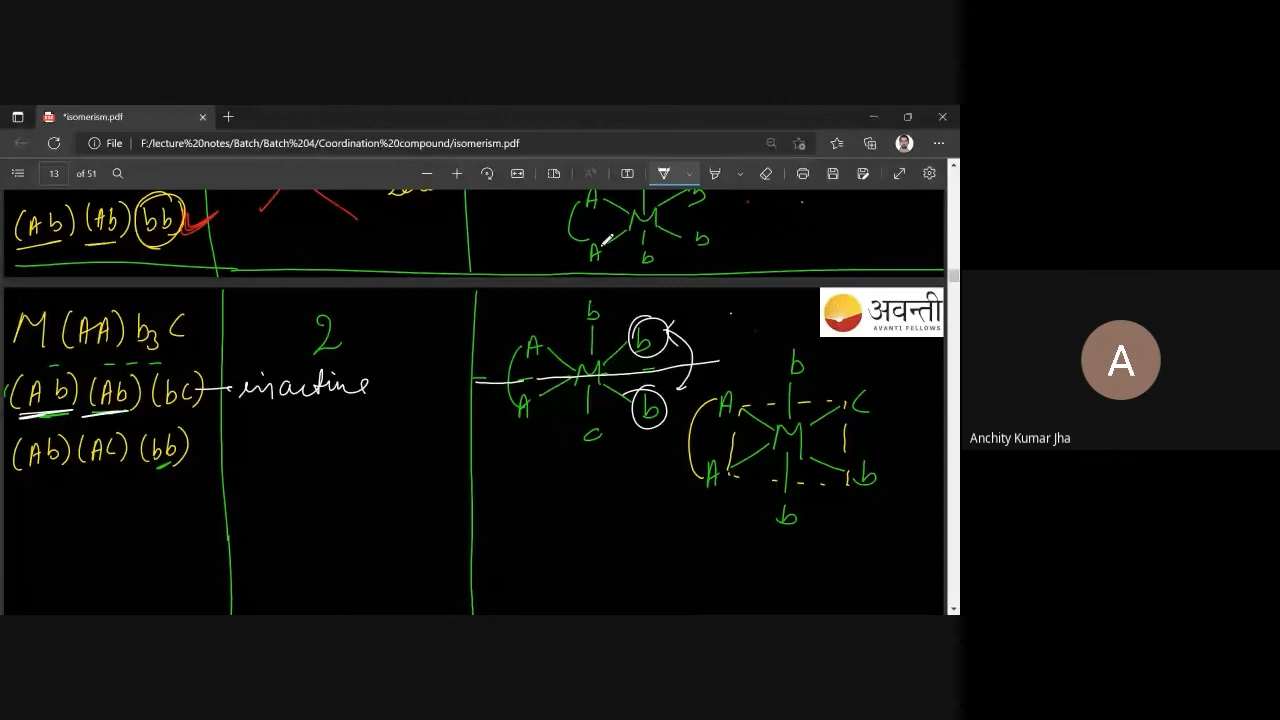 *isomerism.pdf
File F:/lecture%20notes/Batch/Batch%204/Coordination%20compound/isomerism.pdf
13 of 51
(Ab) (Ab) (bb)
A M b
A b b
अवन्ती
AVANTI FELLOWS
M (AA) b3 C
2
(Ab) (Ab) (bC) inactive
(Ab) (AC) (bb)
b
A b
M
A b
c
b
A C
M
A b
b
A
Anchity Kumar Jha